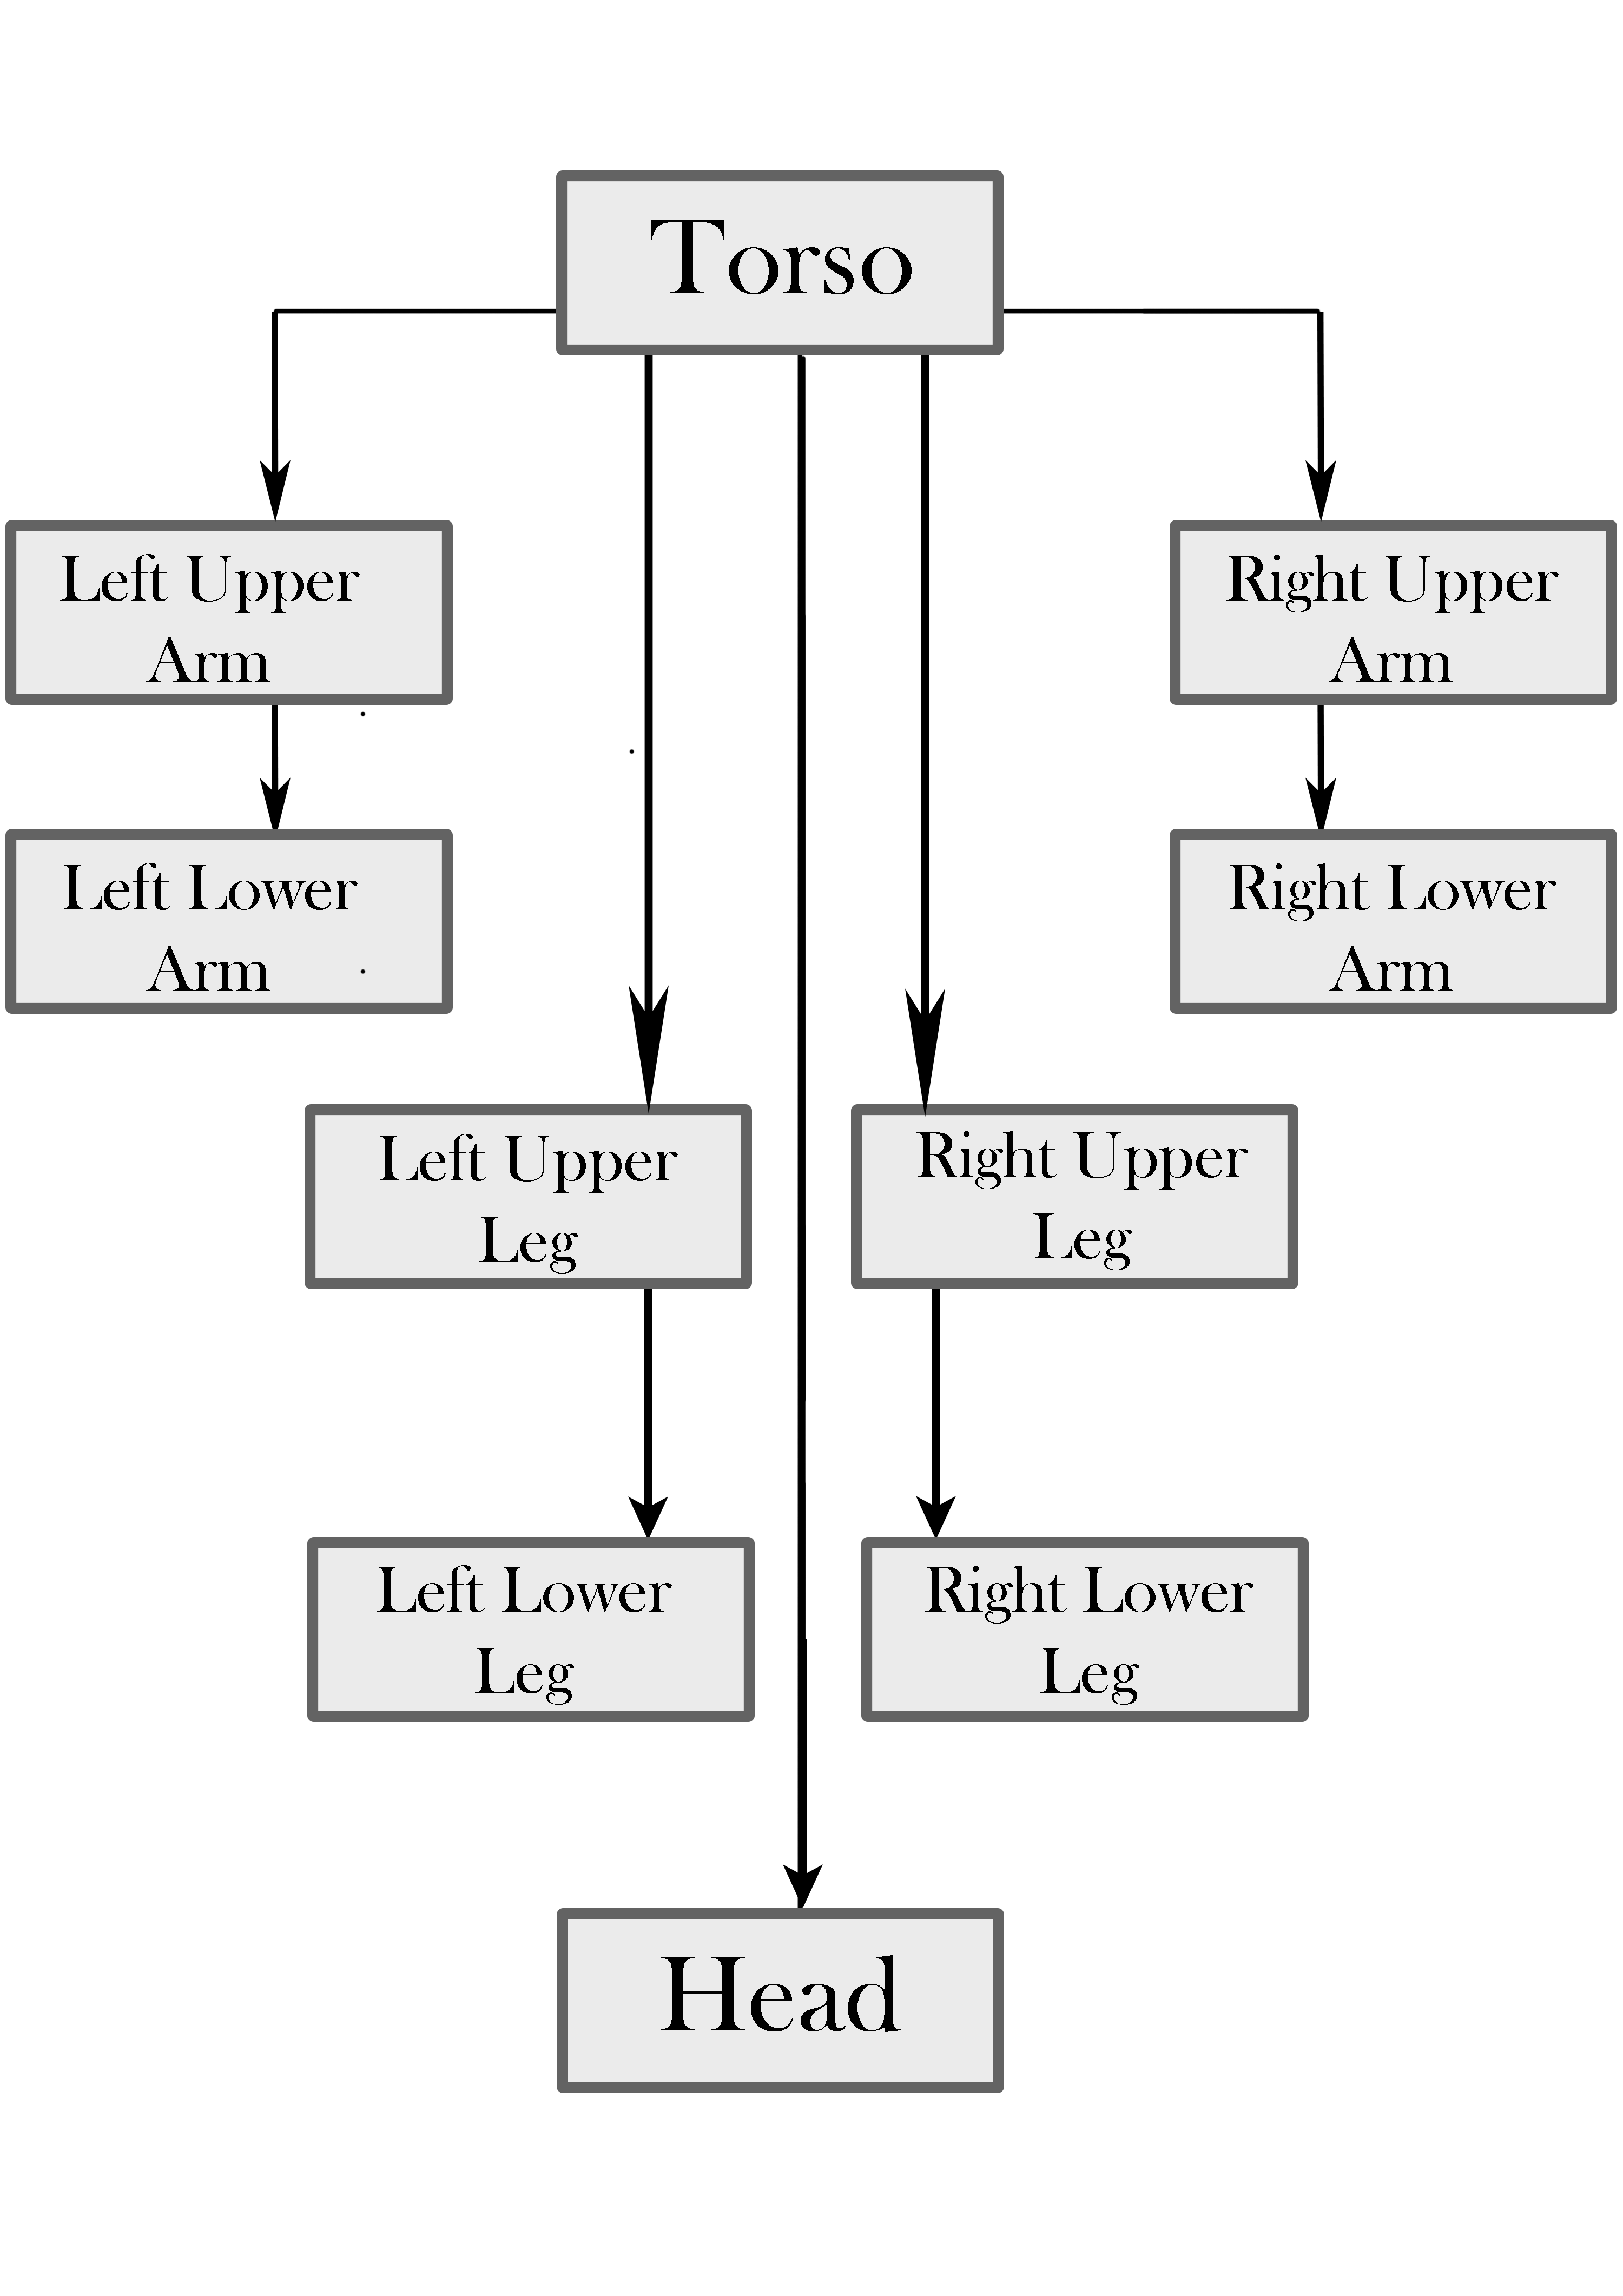 Torso
Left Upper
Arm
Right Upper
Arm
Left Lower
Arm
Right Lower
Arm
Left Upper
Leg
Right Upper
Leg
Left Lower
Leg
Right Lower
Leg
Head